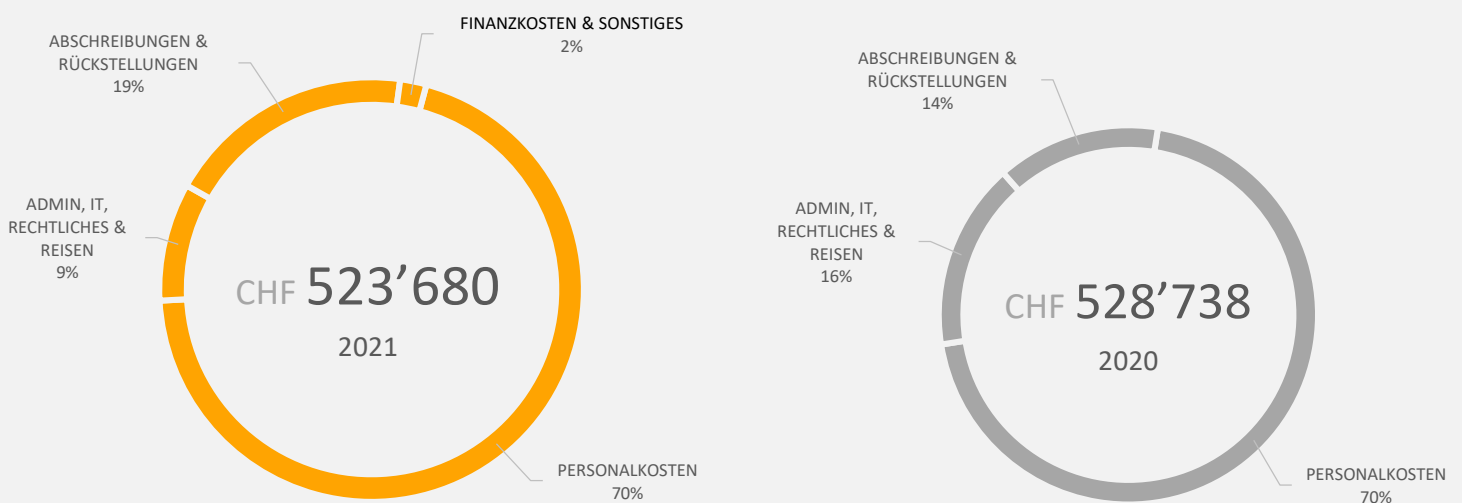 FINANZKOSTEN & SONSTIGES
2%
ABSCHREIBUNGEN &
RÜCKSTELLUNGEN
19%
ADMIN, IT,
RECHTLICHES &
REISEN
9%
CHF 523’680
2021
PERSONALKOSTEN
70%
ABSCHREIBUNGEN &
RÜCKSTELLUNGEN
14%
ADMIN, IT,
RECHTLICHES &
REISEN
16%
CHF 528’738
2020
PERSONALKOSTEN
70%